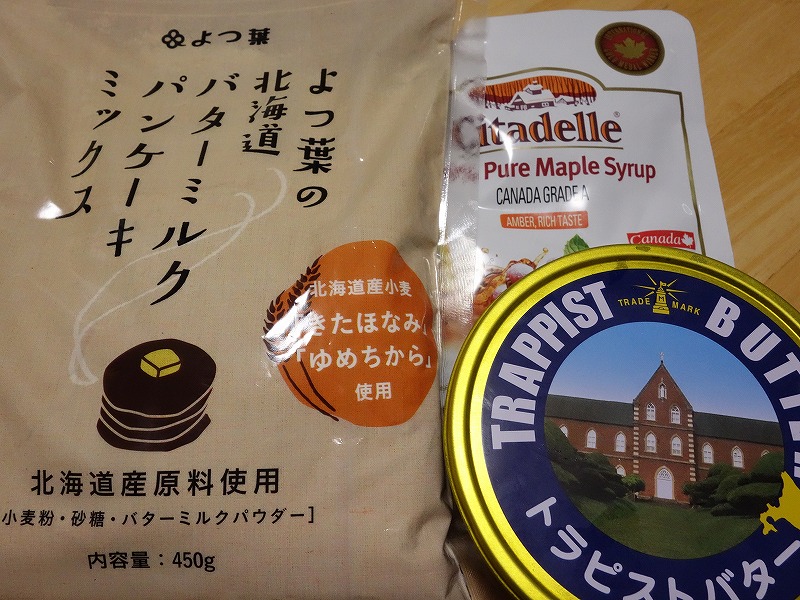 よつ葉
よつ葉の
北海道
バターミルク
パンケーキ
ミックス
北海道産小麦
「きたほなみ」
「ゆめちから」
使用
北海道産原料使用
小麦粉・砂糖・バターミルクパウダー]
内容量：450g
Citadelle®
Pure Maple Syrup
CANADA GRADE A
AMBER, RICH TASTE
Canada
TRAPPIST BUTTE
TRADE MARK
トラピストバター